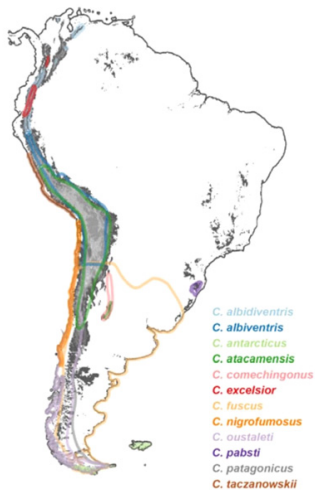 C. albidiventris
C. albiventris
C. antarcticus
C. atacamensis
C. comechingonus
C. excelsior
C. fuscus
C. nigrofumosus
C. oustaleti
C. pabsti
C. patagonicus
C. taczanowskii